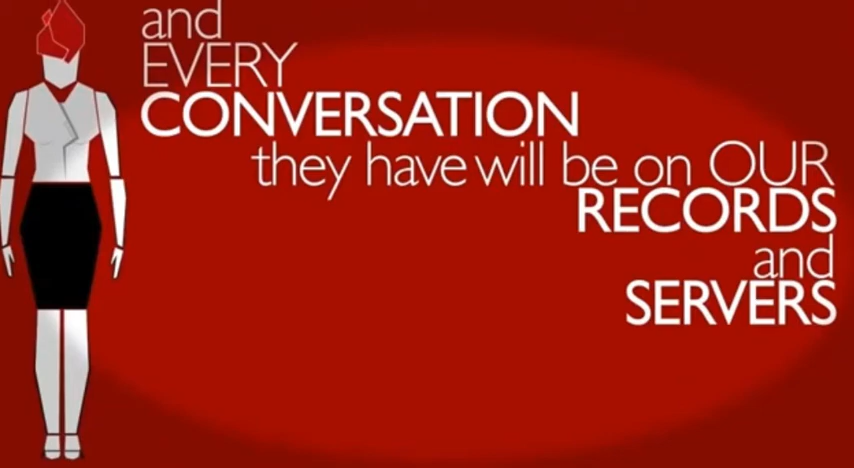 and
EVERY
CONVERSATION
they have will be on OUR
RECORDS
and
SERVERS